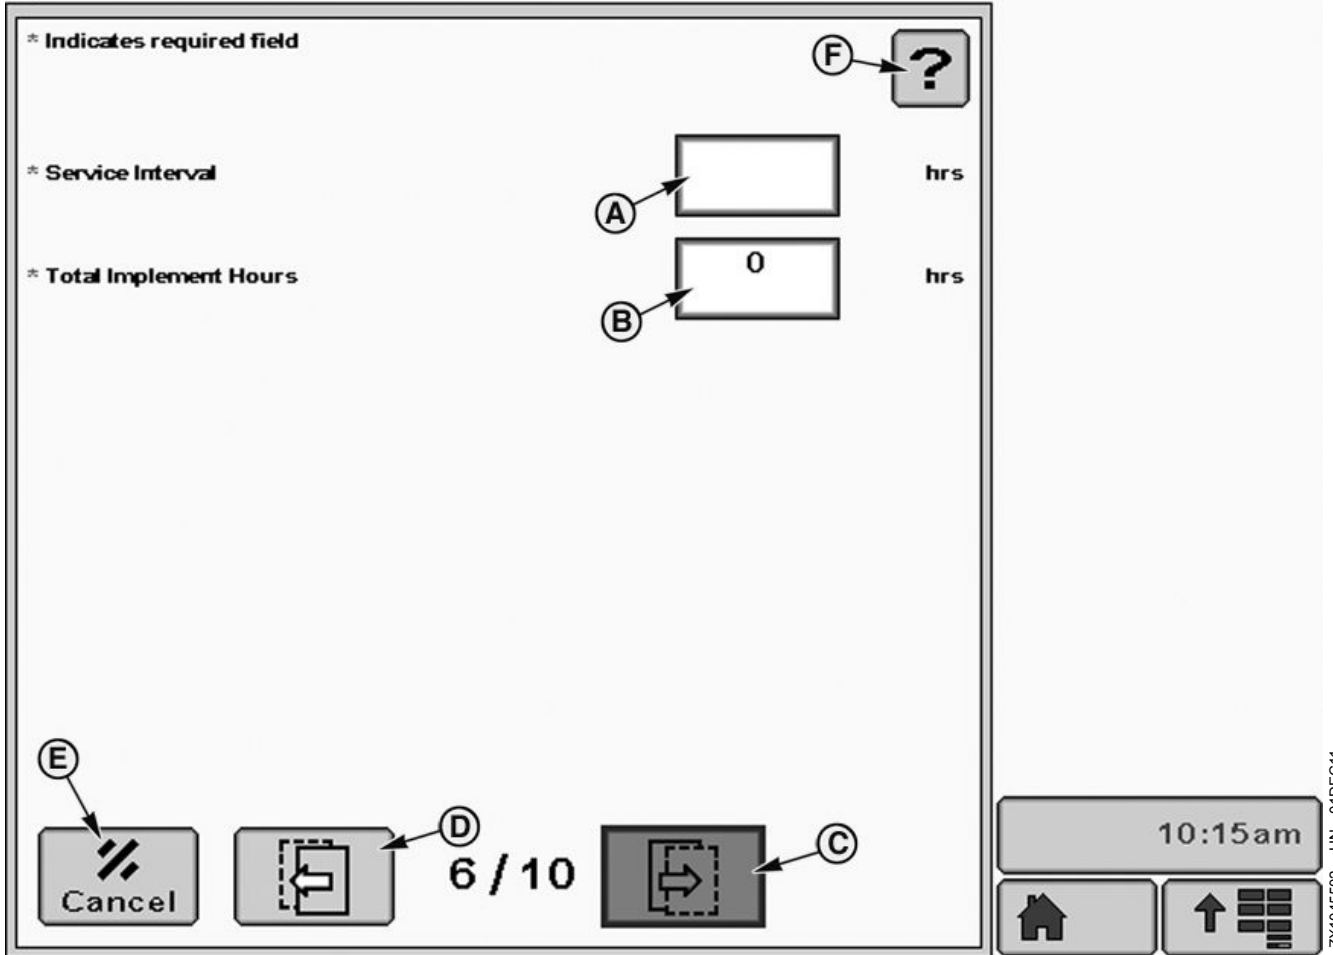 * Indicates required field
F
?
* Service Interval
hrs
A
* Total Implement Hours
0
hrs
B
E
D
C
Cancel
6 / 10
10:15am